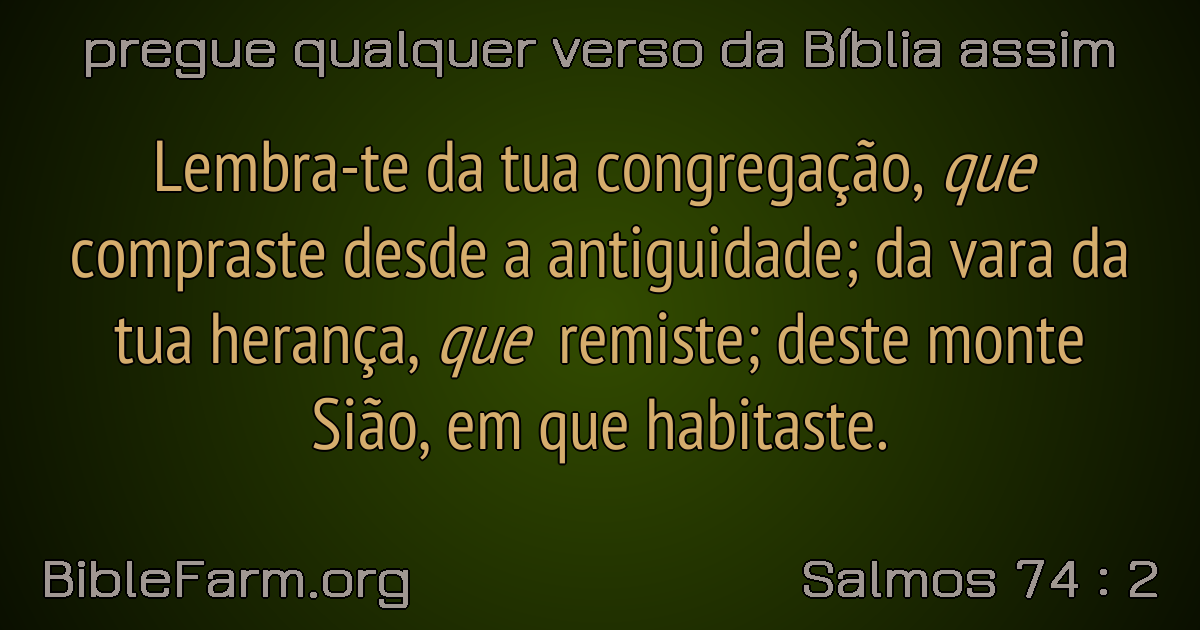 pregue qualquer verso da Bíblia assim
Lembra-te da tua congregação, que
compraste desde a antiguidade; da vara da
tua herança, que remiste; deste monte
Sião, em que habitaste.
BibleFarm.org
Salmos 74 : 2